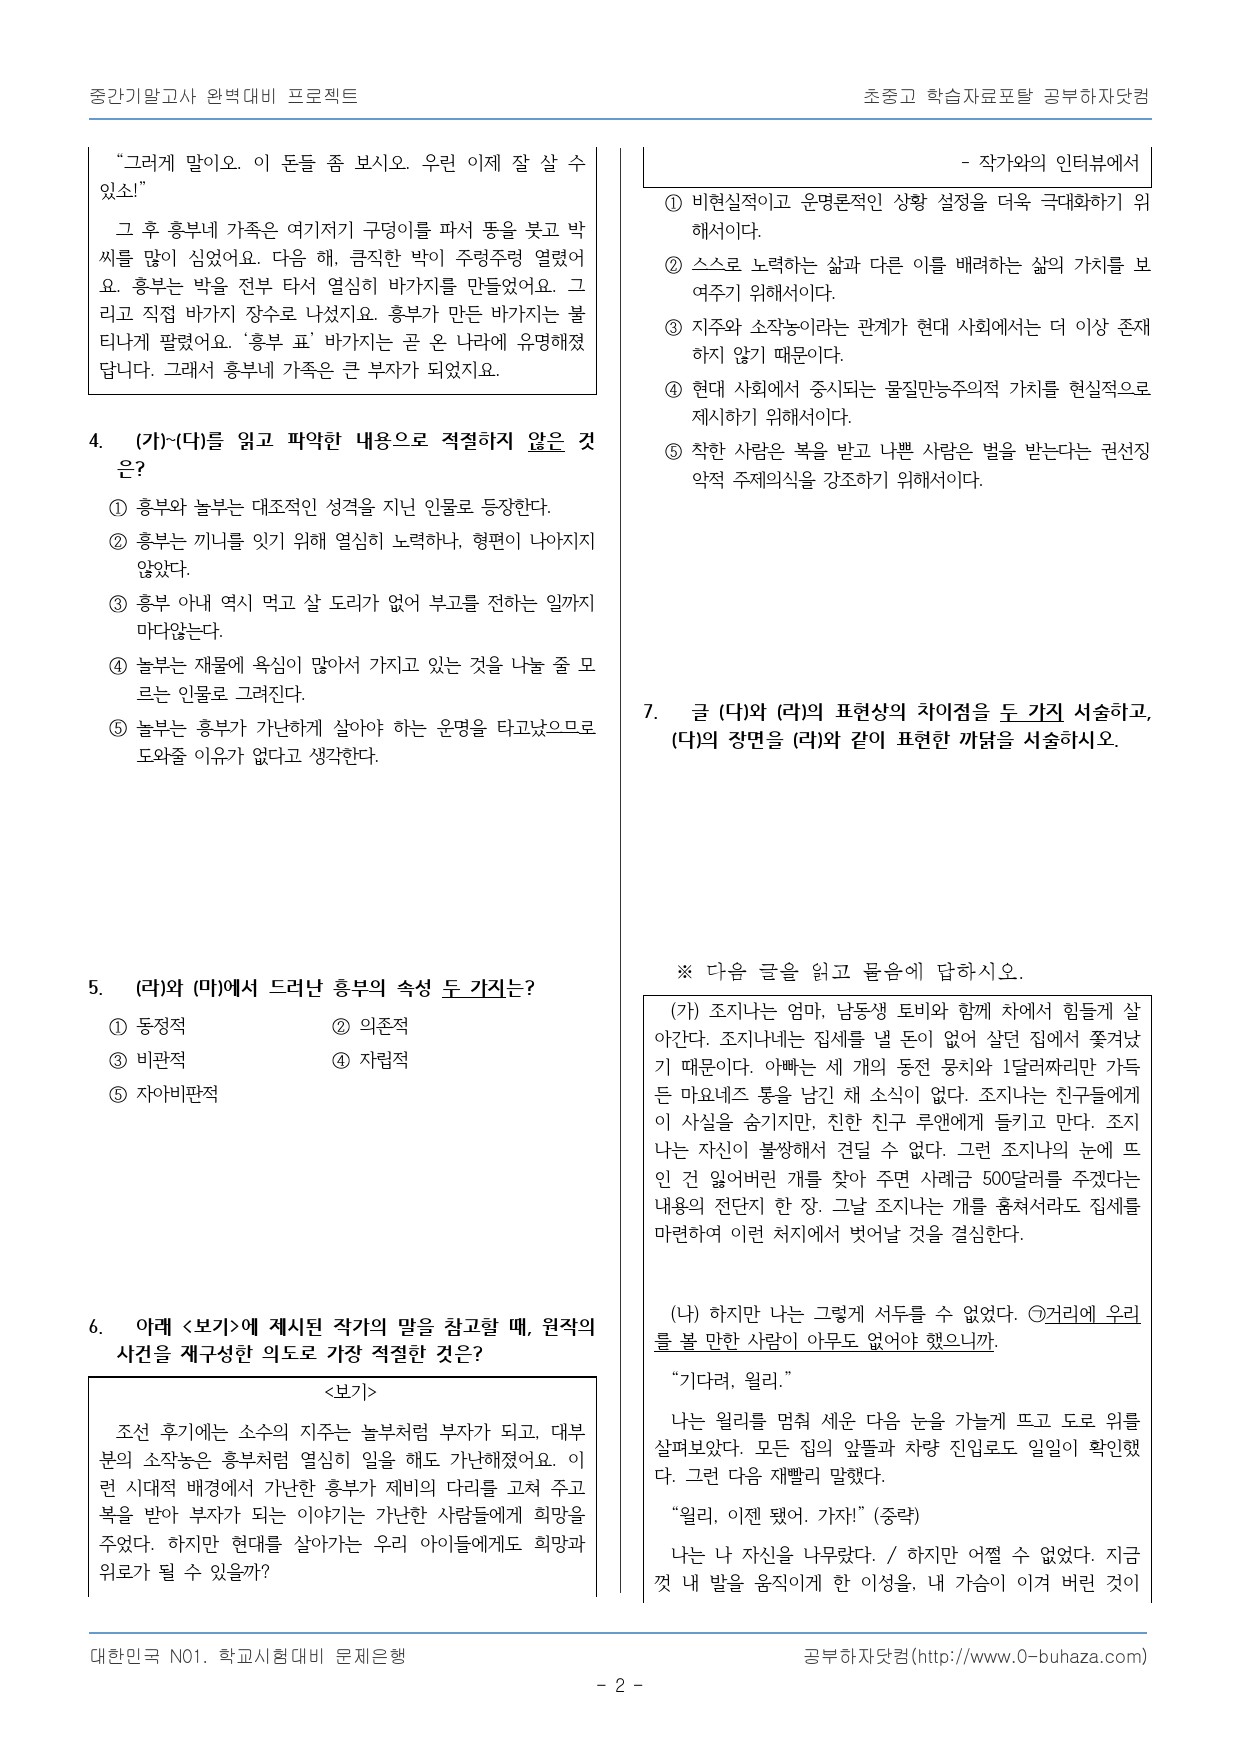 중간기말고사 완벽대비 프로젝트
초중고 학습자료포탈 공부하자닷컴
“그러게 말이오. 이 돈들 좀 보시오. 우린 이제 잘 살 수
있소!”
그 후 흥부네 가족은 여기저기 구덩이를 파서 똥을 붓고 박
씨를 많이 심었어요. 다음 해, 큼직한 박이 주렁주렁 열렸어
요. 흥부는 박을 전부 타서 열심히 바가지를 만들었어요. 그
리고 직접 바가지 장수로 나섰지요. 흥부가 만든 바가지는 불
티나게 팔렸어요. ‘흥부 표’ 바가지는 곧 온 나라에 유명해졌
답니다. 그래서 흥부네 가족은 큰 부자가 되었지요.
4. (가)~(다)를 읽고 파악한 내용으로 적절하지 않은 것
은?
① 흥부와 놀부는 대조적인 성격을 지닌 인물로 등장한다.
② 흥부는 끼니를 잇기 위해 열심히 노력하나, 형편이 나아지지
않았다.
③ 흥부 아내 역시 먹고 살 도리가 없어 부고를 전하는 일까지
마다않는다.
④ 놀부는 재물에 욕심이 많아서 가지고 있는 것을 나눌 줄 모
르는 인물로 그려진다.
⑤ 놀부는 흥부가 가난하게 살아야 하는 운명을 타고났으므로
도와줄 이유가 없다고 생각한다.
5. (라)와 (마)에서 드러난 흥부의 속성 두 가지는?
① 동정적 ② 의존적
③ 비관적 ④ 자립적
⑤ 자아비판적
6. 아래 <보기>에 제시된 작가의 말을 참고할 때, 원작의
사건을 재구성한 의도로 가장 적절한 것은?
<보기>
조선 후기에는 소수의 지주는 놀부처럼 부자가 되고, 대부
분의 소작농은 흥부처럼 열심히 일을 해도 가난해졌어요. 이
런 시대적 배경에서 가난한 흥부가 제비의 다리를 고쳐 주고
복을 받아 부자가 되는 이야기는 가난한 사람들에게 희망을
주었다. 하지만 현대를 살아가는 우리 아이들에게도 희망과
위로가 될 수 있을까?
- 작가와의 인터뷰에서
① 비현실적이고 운명론적인 상황 설정을 더욱 극대화하기 위
해서이다.
② 스스로 노력하는 삶과 다른 이를 배려하는 삶의 가치를 보
여주기 위해서이다.
③ 지주와 소작농이라는 관계가 현대 사회에서는 더 이상 존재
하지 않기 때문이다.
④ 현대 사회에서 중시되는 물질만능주의적 가치를 현실적으로
제시하기 위해서이다.
⑤ 착한 사람은 복을 받고 나쁜 사람은 벌을 받는다는 권선징
악적 주제의식을 강조하기 위해서이다.
7. 글 (다)와 (라)의 표현상의 차이점을 두 가지 서술하고,
(다)의 장면을 (라)와 같이 표현한 까닭을 서술하시오.
※ 다음 글을 읽고 물음에 답하시오.
(가) 조지나는 엄마, 남동생 토비와 함께 차에서 힘들게 살
아간다. 조지나네는 집세를 낼 돈이 없어 살던 집에서 쫓겨났
기 때문이다. 아빠는 세 개의 동전 뭉치와 1달러짜리만 가득
든 마요네즈 통을 남긴 채 소식이 없다. 조지나는 친구들에게
이 사실을 숨기지만, 친한 친구 루앤에게 들키고 만다. 조지
나는 자신이 불쌍해서 견딜 수 없다. 그런 조지나의 눈에 뜨
인 건 잃어버린 개를 찾아 주면 사례금 500달러를 주겠다는
내용의 전단지 한 장. 그날 조지나는 개를 훔쳐서라도 집세를
마련하여 이런 처지에서 벗어날 것을 결심한다.
(나) 하지만 나는 그렇게 서두를 수 없었다. ㉠거리에 우리
를 볼 만한 사람이 아무도 없어야 했으니까.
“기다려, 윌리.”
나는 윌리를 멈춰 세운 다음 눈을 가늘게 뜨고 도로 위를
살펴보았다. 모든 집의 앞뜰과 차량 진입로도 일일이 확인했
다. 그런 다음 재빨리 말했다.
“윌리, 이젠 됐어. 가자!” (중략)
나는 나 자신을 나무랐다. / 하지만 어쩔 수 없었다. 지금
껏 내 발을 움직이게 한 이성을, 내 가슴이 이겨 버린 것이
대한민국 N01. 학교시험대비 문제은행
공부하자닷컴(http://www.0-buhaza.com)
- 2 -